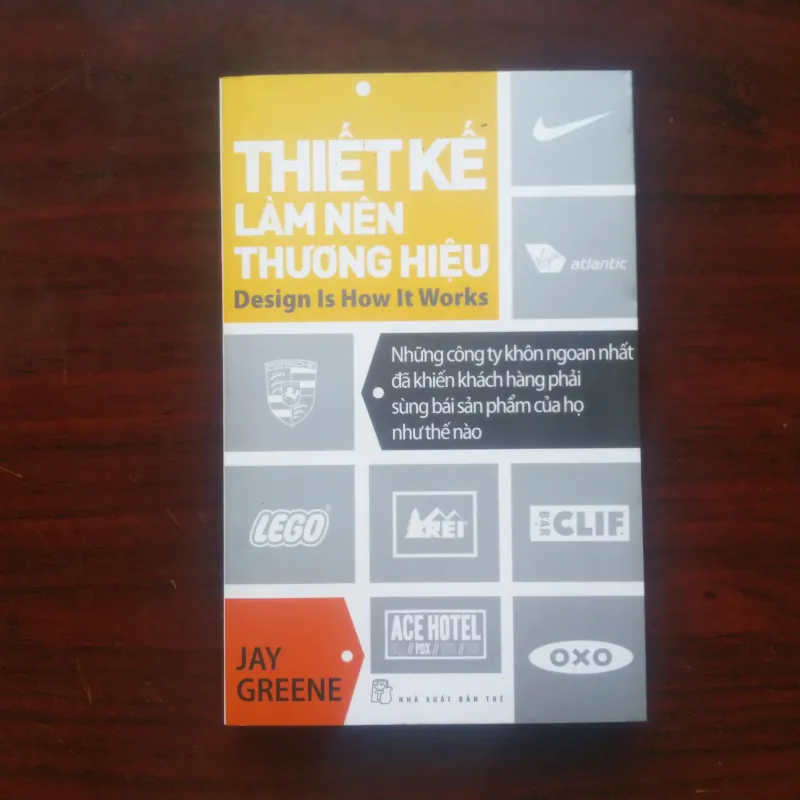 THIẾT KẾ
LÀM NÊN
THƯƠNG HIỆU
Design Is How It Works
atlantic
PORSCHE
Những công ty khôn ngoan nhất
đã khiến khách hàng phải
sùng bái sản phẩm của họ
như thế nào
LEGO
REI
BAR
CLIF
JAY
GREENE
ACE HOTEL
// PDX //
OXO
NHÀ XUẤT BẢN TRẺ